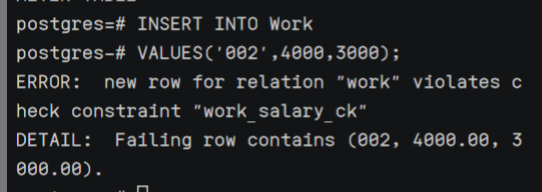 postgres=# INSERT INTO Work
postgres-# VALUES('002',4000,3000);
ERROR:  new row for relation "work" violates c
heck constraint "work_salary_ck"
DETAIL:  Failing row contains (002, 4000.00, 3
000.00).